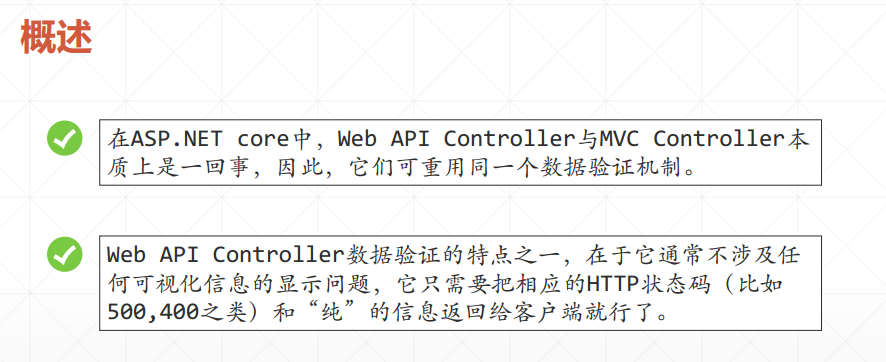 概述
在ASP.NET core中，Web API Controller与MVC Controller本
质上是一回事，因此，它们可重用同一个数据验证机制。
Web API Controller数据验证的特点之一，在于它通常不涉及任
何可视化信息的显示问题，它只需要把相应的HTTP状态码（比如
500,400之类）和“纯”的信息返回给客户端就行了。